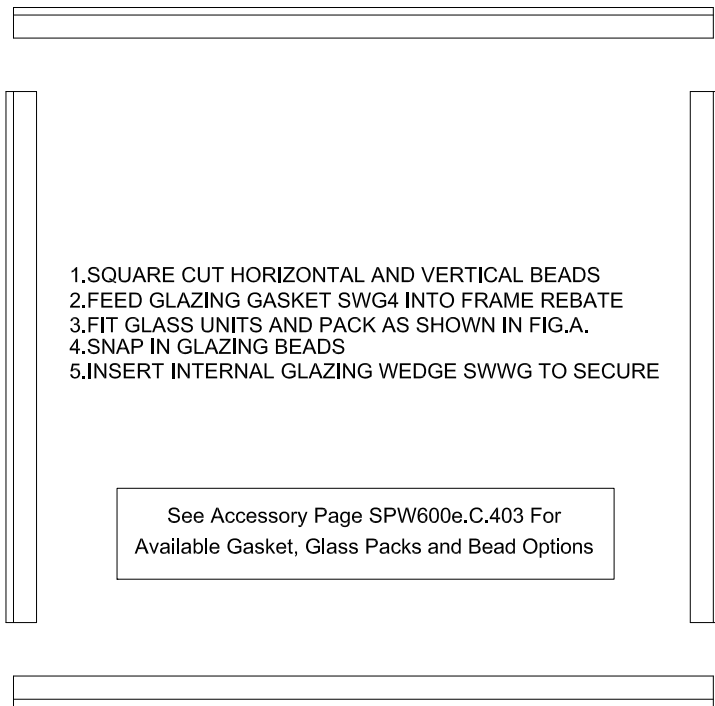 1.SQUARE CUT HORIZONTAL AND VERTICAL BEADS
2.FEED GLAZING GASKET SWG4 INTO FRAME REBATE
3.FIT GLASS UNITS AND PACK AS SHOWN IN FIG.A.
4.SNAP IN GLAZING BEADS
5.INSERT INTERNAL GLAZING WEDGE SWWG TO SECURE
See Accessory Page SPW600e.C.403 For
Available Gasket, Glass Packs and Bead Options